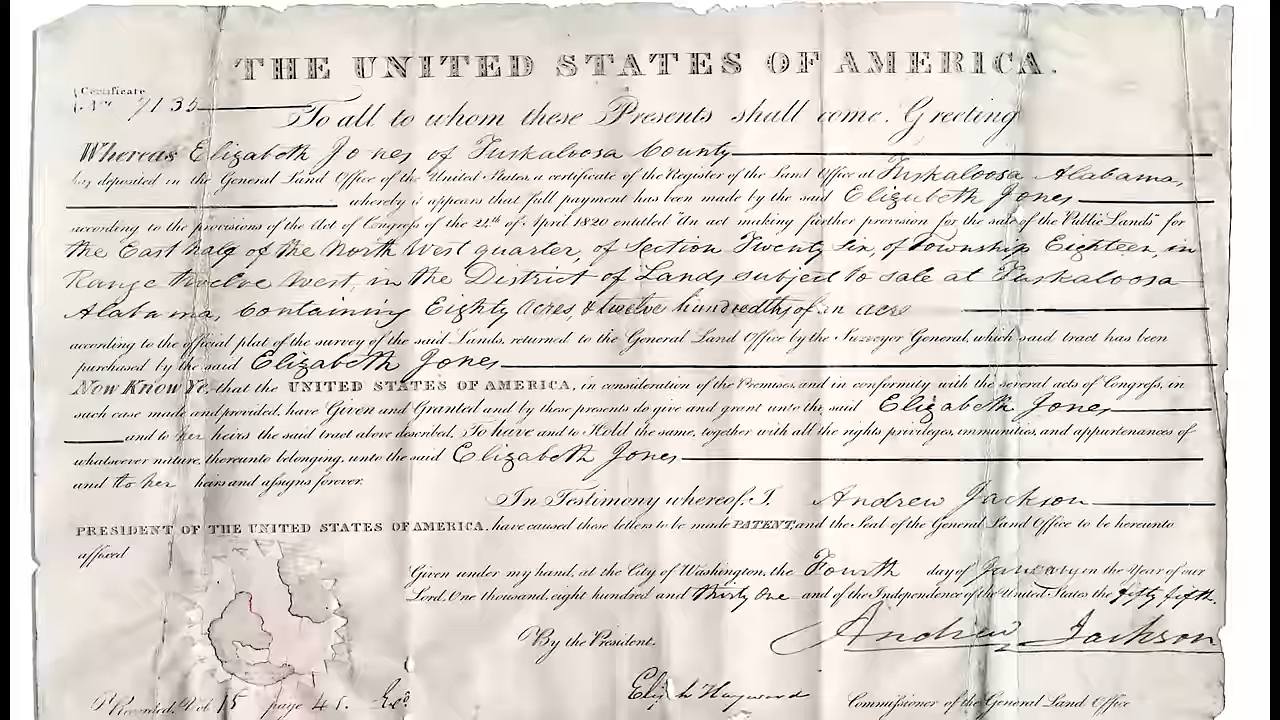 THE UNITED STATES OF AMERICA.
Certificate
No. 7135
To all to whom these Presents shall come, Greeting
Whereas Elizabeth Jones of Tuskaloosa County
has deposited in the General Land Office of the United States, a certificate of the Register of the Land Office at Tuskaloosa Alabama,
whereby it appears that full payment has been made by the said Elizabeth Jones
according to the provisions of the Act of Congress of the 24th of April 1820 entitled "An act making further provision for the sale of the Public Lands" for
the East half of the North West quarter, of Section Twenty Six, of Township Eighteen, in
Range twelve West, in the District of Lands subject to sale at Tuskaloosa
Alabama, Containing Eighty acres, & twelve hundredths of an acre
according to the official plat of the survey of the said Lands, returned to the General Land Office by the Surveyor General, which said tract has been
purchased by the said Elizabeth Jones
Now Know Ye, that the UNITED STATES OF AMERICA, in consideration of the Premises, and in conformity with the several acts of Congress, in
such case made and provided, have Given and Granted and by these presents do give and grant unto the said Elizabeth Jones
and to her heirs the said tract above described, To have and to Hold the same, together with all the rights privileges, immunities, and appurtenances of
whatsoever nature, thereunto belonging, unto the said Elizabeth Jones
and to her heirs and assigns forever.
In Testimony whereof, I Andrew Jackson
PRESIDENT OF THE UNITED STATES OF AMERICA, have caused these letters to be made PATENT and the Seal of the General Land Office to be hereunto
affixed
Given under my hand, at the City of Washington, the Fourth day of January in the Year of our
Lord, One thousand, eight hundred and thirty One and of the Independence of the United States the fifty fifth.
Andrew Jackson
By the President.
Elijah Hayward Commissioner of the General Land Office
Recorded, Vol 15 page 45.